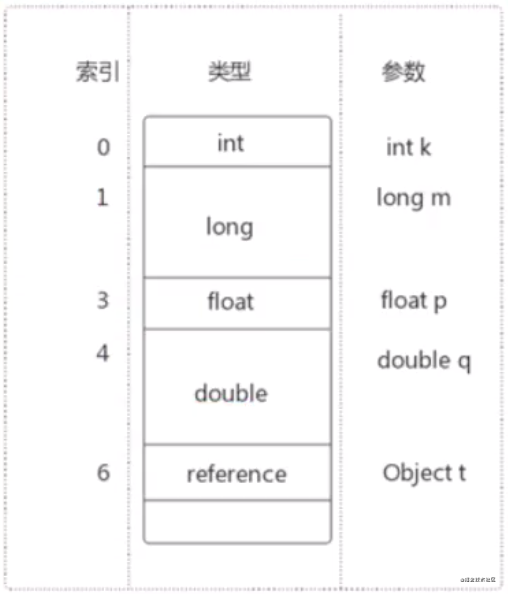 索引 类型 参数
0 int int k
1 long m
long
3 float float p
4 double q
double
6 reference Object t